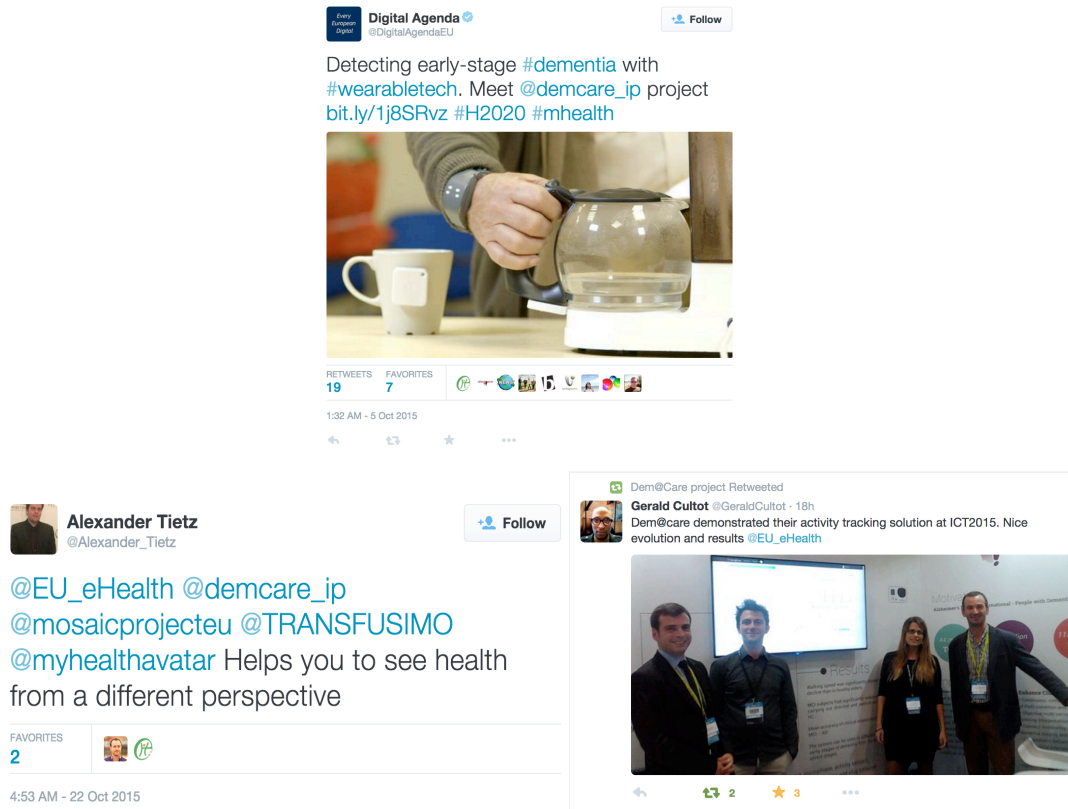 Every
European
Digital
Digital Agenda
@DigitalAgendaEU
Follow
Detecting early-stage #dementia with
#wearabletech. Meet @demcare_ip project
bit.ly/1j8SRvz #H2020 #mhealth
RETWEETS
19
FAVORITES
7
1:32 AM - 5 Oct 2015
Alexander Tietz
@Alexander_Tietz
Follow
@EU_eHealth @demcare_ip
@mosaicprojecteu @TRANSFUSIMO
@myhealthavatar Helps you to see health
from a different perspective
FAVORITES
2
4:53 AM - 22 Oct 2015
Dem@Care project Retweeted
Gerald Cultot @GeraldCultot · 18h
Dem@care demonstrated their activity tracking solution at ICT2015. Nice
evolution and results @EU_eHealth
Results
2
3